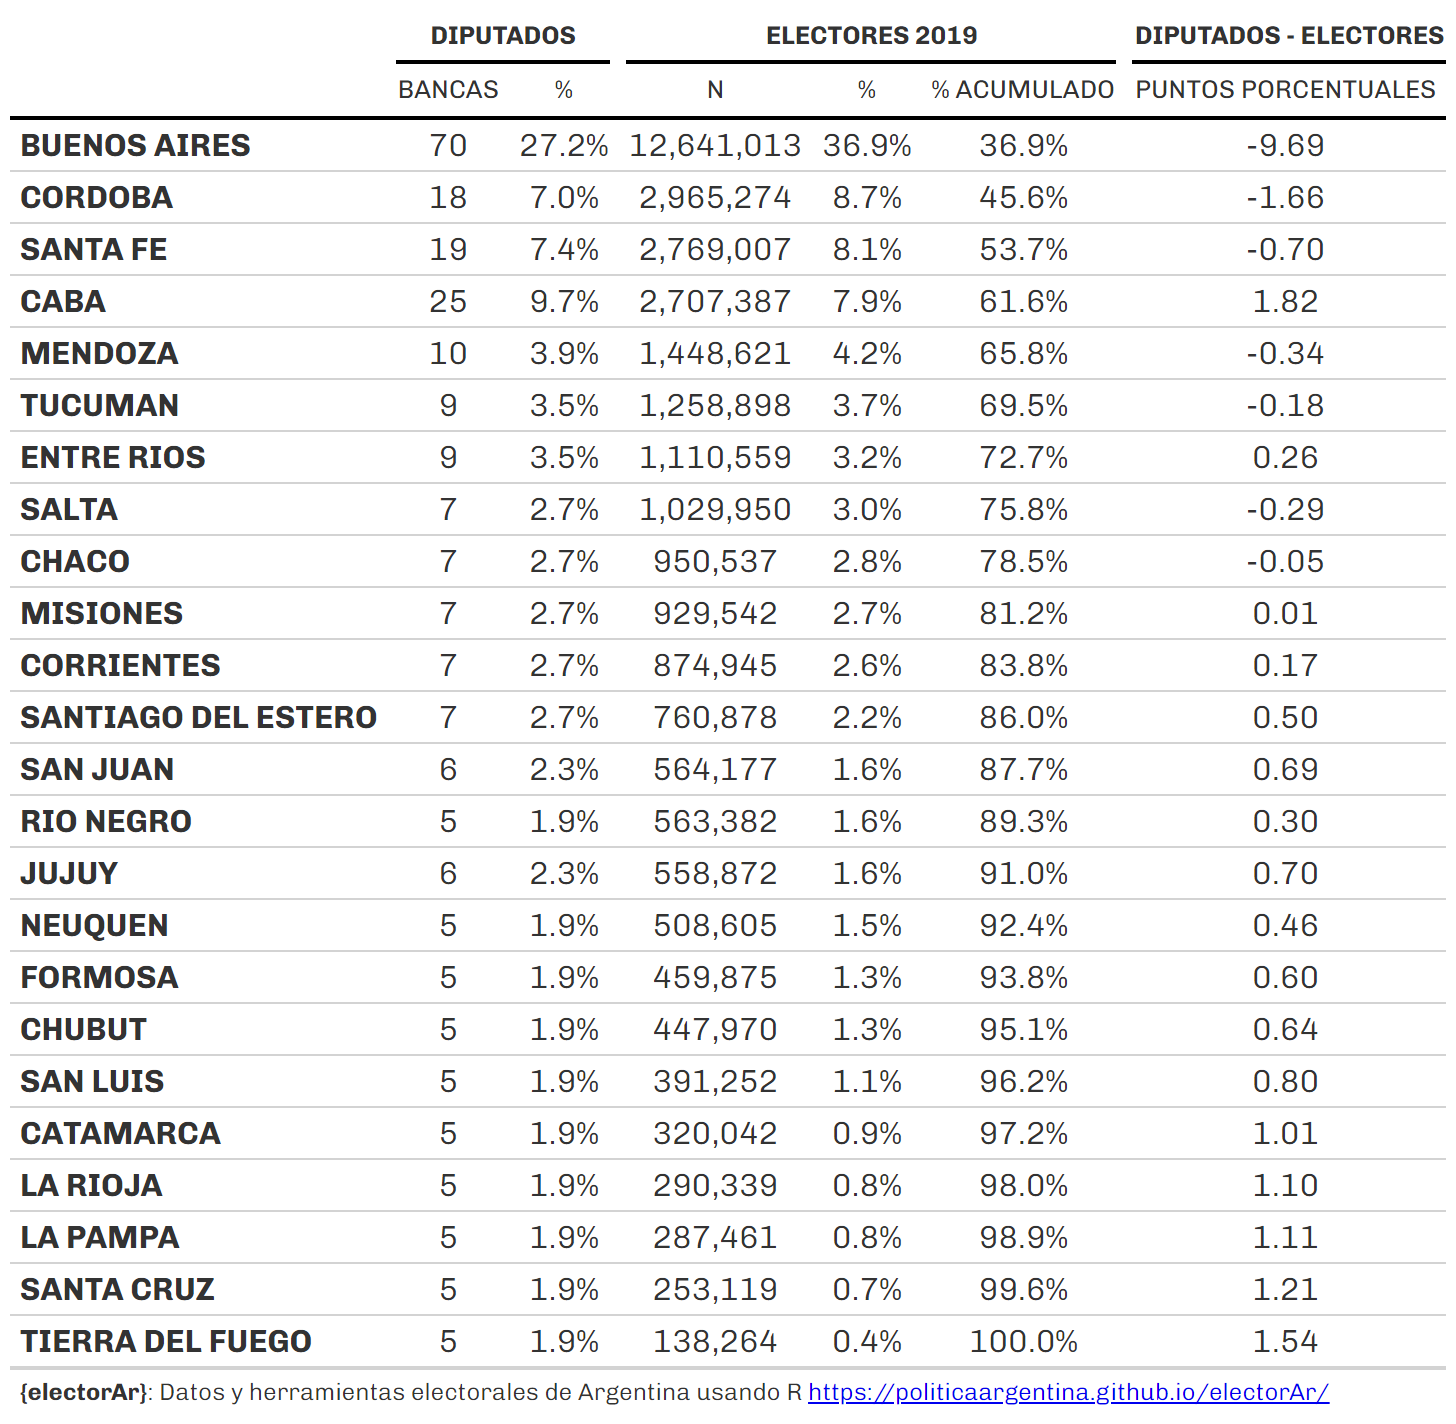 DIPUTADOS ELECTORES 2019 DIPUTADOS - ELECTORES
BANCAS % N % % ACUMULADO PUNTOS PORCENTUALES
BUENOS AIRES 70 27.2% 12,641,013 36.9% 36.9% -9.69
CORDOBA 18 7.0% 2,965,274 8.7% 45.6% -1.66
SANTA FE 19 7.4% 2,769,007 8.1% 53.7% -0.70
CABA 25 9.7% 2,707,387 7.9% 61.6% 1.82
MENDOZA 10 3.9% 1,448,621 4.2% 65.8% -0.34
TUCUMAN 9 3.5% 1,258,898 3.7% 69.5% -0.18
ENTRE RIOS 9 3.5% 1,110,559 3.2% 72.7% 0.26
SALTA 7 2.7% 1,029,950 3.0% 75.8% -0.29
CHACO 7 2.7% 950,537 2.8% 78.5% -0.05
MISIONES 7 2.7% 929,542 2.7% 81.2% 0.01
CORRIENTES 7 2.7% 874,945 2.6% 83.8% 0.17
SANTIAGO DEL ESTERO 7 2.7% 760,878 2.2% 86.0% 0.50
SAN JUAN 6 2.3% 564,177 1.6% 87.7% 0.69
RIO NEGRO 5 1.9% 563,382 1.6% 89.3% 0.30
JUJUY 6 2.3% 558,872 1.6% 91.0% 0.70
NEUQUEN 5 1.9% 508,605 1.5% 92.4% 0.46
FORMOSA 5 1.9% 459,875 1.3% 93.8% 0.60
CHUBUT 5 1.9% 447,970 1.3% 95.1% 0.64
SAN LUIS 5 1.9% 391,252 1.1% 96.2% 0.80
CATAMARCA 5 1.9% 320,042 0.9% 97.2% 1.01
LA RIOJA 5 1.9% 290,339 0.8% 98.0% 1.10
LA PAMPA 5 1.9% 287,461 0.8% 98.9% 1.11
SANTA CRUZ 5 1.9% 253,119 0.7% 99.6% 1.21
TIERRA DEL FUEGO 5 1.9% 138,264 0.4% 100.0% 1.54
{electorAr}: Datos y herramientas electorales de Argentina usando R https://politicaargentina.github.io/electorAr/